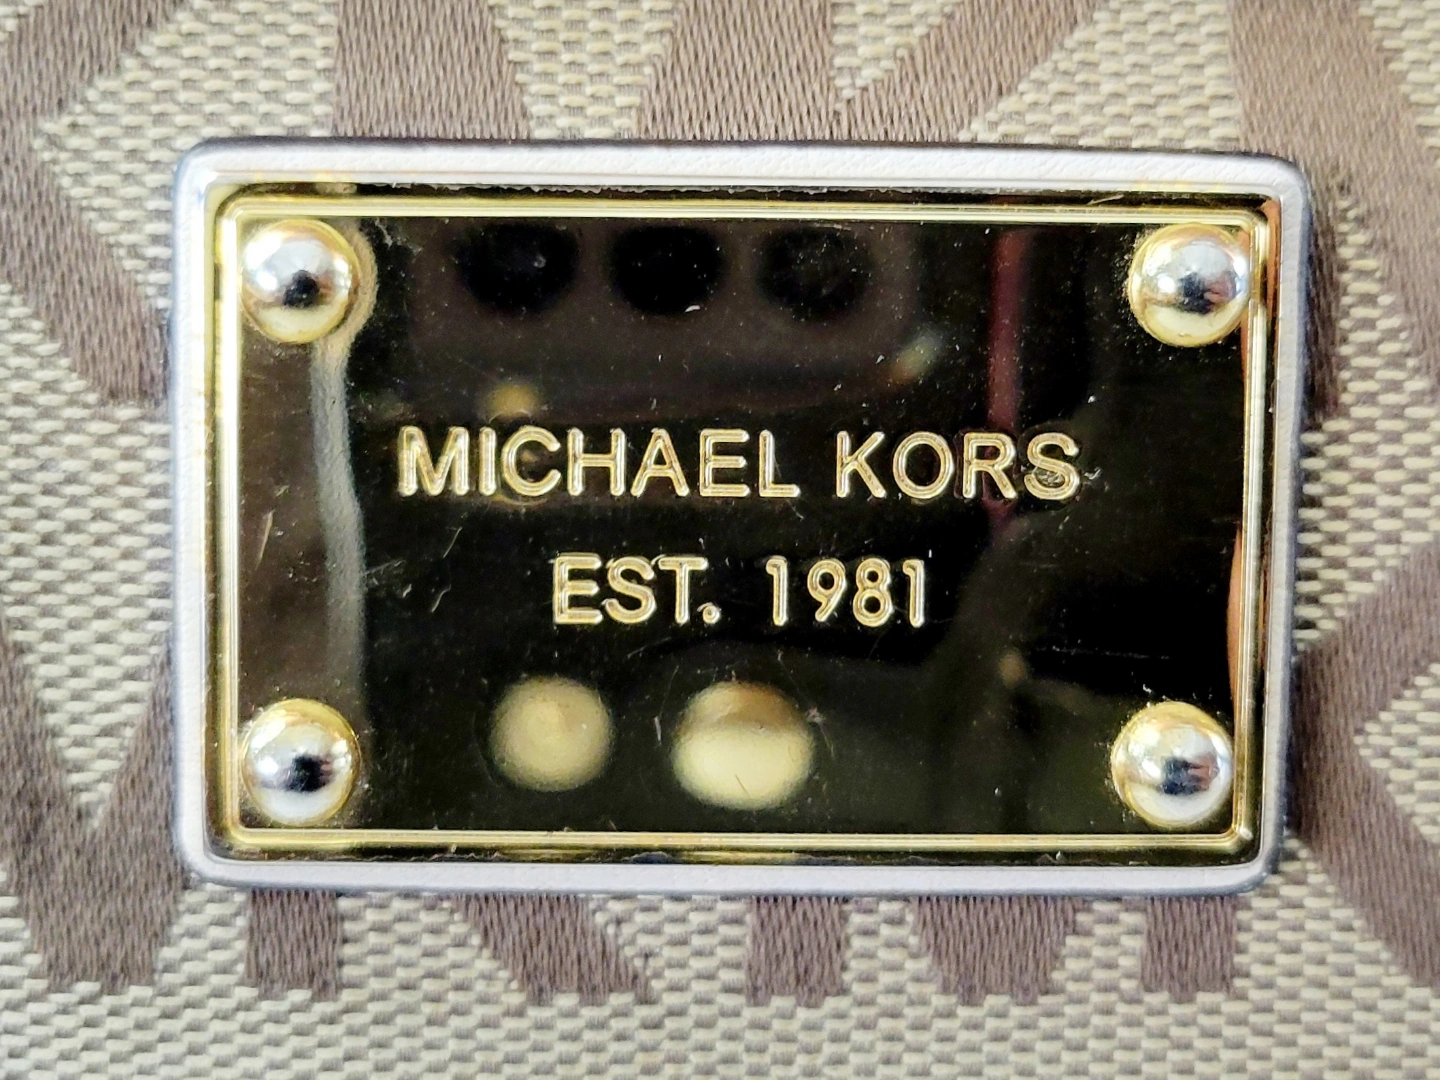 MICHAEL KORS
EST. 1981